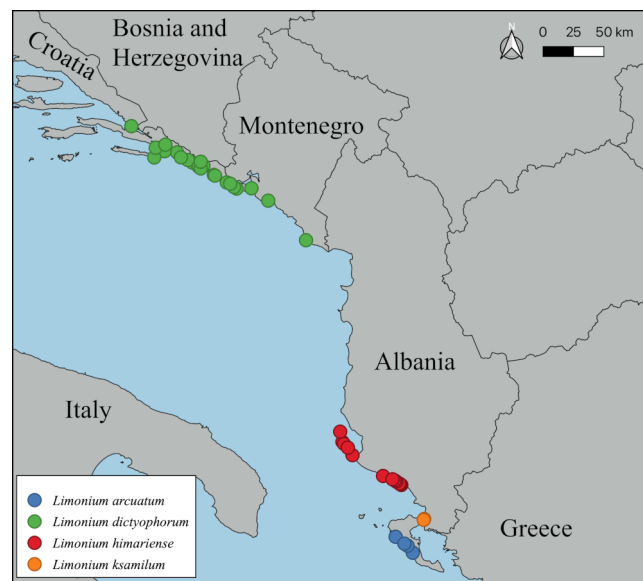 Bosnia and
Herzegovina
N
0 25 50 km
Croatia
Montenegro
Albania
Italy
Greece
Limonium arcuatum
Limonium dictyophorum
Limonium himariense
Limonium ksamilum